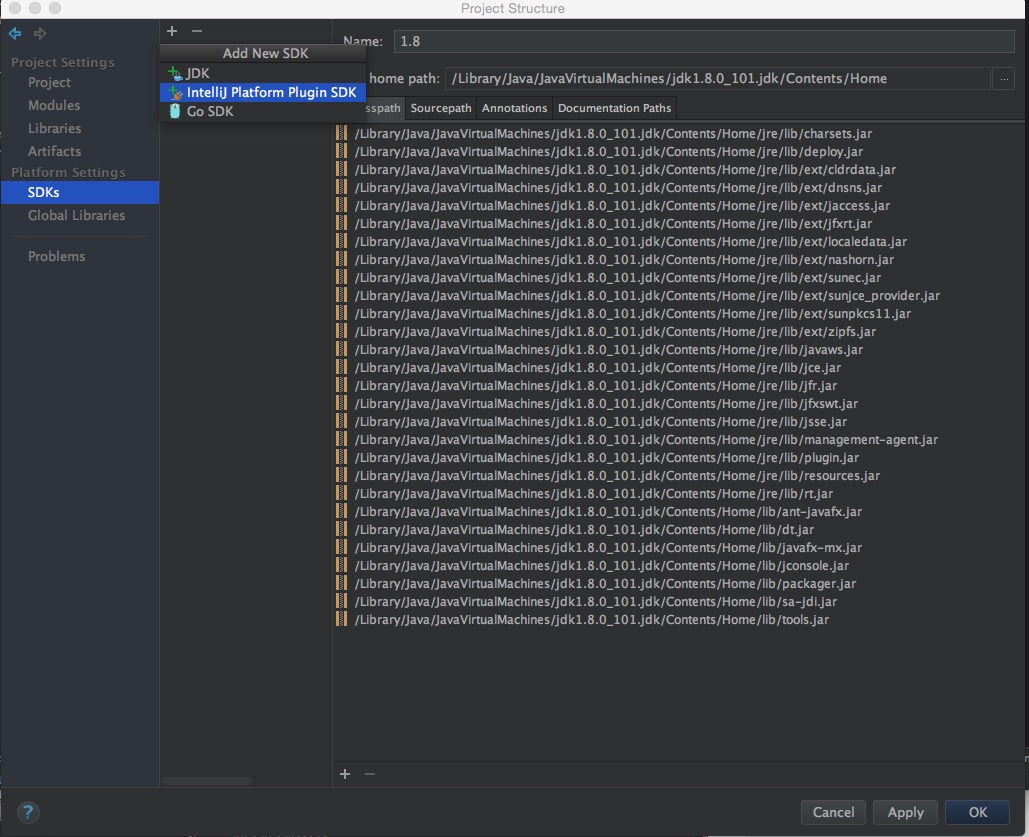 Project Structure
Project Settings
Project
Modules
Libraries
Artifacts
Platform Settings
SDKs
Global Libraries
Problems
Add New SDK
JDK
IntelliJ Platform Plugin SDK
Go SDK
Name: 1.8
home path: /Library/Java/JavaVirtualMachines/jdk1.8.0_101.jdk/Contents/Home ...
sspath Sourcepath Annotations Documentation Paths
/Library/Java/JavaVirtualMachines/jdk1.8.0_101.jdk/Contents/Home/jre/lib/charsets.jar
/Library/Java/JavaVirtualMachines/jdk1.8.0_101.jdk/Contents/Home/jre/lib/deploy.jar
/Library/Java/JavaVirtualMachines/jdk1.8.0_101.jdk/Contents/Home/jre/lib/ext/cldrdata.jar
/Library/Java/JavaVirtualMachines/jdk1.8.0_101.jdk/Contents/Home/jre/lib/ext/dnsns.jar
/Library/Java/JavaVirtualMachines/jdk1.8.0_101.jdk/Contents/Home/jre/lib/ext/jaccess.jar
/Library/Java/JavaVirtualMachines/jdk1.8.0_101.jdk/Contents/Home/jre/lib/ext/jfxrt.jar
/Library/Java/JavaVirtualMachines/jdk1.8.0_101.jdk/Contents/Home/jre/lib/ext/localedata.jar
/Library/Java/JavaVirtualMachines/jdk1.8.0_101.jdk/Contents/Home/jre/lib/ext/nashorn.jar
/Library/Java/JavaVirtualMachines/jdk1.8.0_101.jdk/Contents/Home/jre/lib/ext/sunec.jar
/Library/Java/JavaVirtualMachines/jdk1.8.0_101.jdk/Contents/Home/jre/lib/ext/sunjce_provider.jar
/Library/Java/JavaVirtualMachines/jdk1.8.0_101.jdk/Contents/Home/jre/lib/ext/sunpkcs11.jar
/Library/Java/JavaVirtualMachines/jdk1.8.0_101.jdk/Contents/Home/jre/lib/ext/zipfs.jar
/Library/Java/JavaVirtualMachines/jdk1.8.0_101.jdk/Contents/Home/jre/lib/javaws.jar
/Library/Java/JavaVirtualMachines/jdk1.8.0_101.jdk/Contents/Home/jre/lib/jce.jar
/Library/Java/JavaVirtualMachines/jdk1.8.0_101.jdk/Contents/Home/jre/lib/jfr.jar
/Library/Java/JavaVirtualMachines/jdk1.8.0_101.jdk/Contents/Home/jre/lib/jfxswt.jar
/Library/Java/JavaVirtualMachines/jdk1.8.0_101.jdk/Contents/Home/jre/lib/jsse.jar
/Library/Java/JavaVirtualMachines/jdk1.8.0_101.jdk/Contents/Home/jre/lib/management-agent.jar
/Library/Java/JavaVirtualMachines/jdk1.8.0_101.jdk/Contents/Home/jre/lib/plugin.jar
/Library/Java/JavaVirtualMachines/jdk1.8.0_101.jdk/Contents/Home/jre/lib/resources.jar
/Library/Java/JavaVirtualMachines/jdk1.8.0_101.jdk/Contents/Home/jre/lib/rt.jar
/Library/Java/JavaVirtualMachines/jdk1.8.0_101.jdk/Contents/Home/lib/ant-javafx.jar
/Library/Java/JavaVirtualMachines/jdk1.8.0_101.jdk/Contents/Home/lib/dt.jar
/Library/Java/JavaVirtualMachines/jdk1.8.0_101.jdk/Contents/Home/lib/javafx-mx.jar
/Library/Java/JavaVirtualMachines/jdk1.8.0_101.jdk/Contents/Home/lib/jconsole.jar
/Library/Java/JavaVirtualMachines/jdk1.8.0_101.jdk/Contents/Home/lib/packager.jar
/Library/Java/JavaVirtualMachines/jdk1.8.0_101.jdk/Contents/Home/lib/sa-jdi.jar
/Library/Java/JavaVirtualMachines/jdk1.8.0_101.jdk/Contents/Home/lib/tools.jar
? Cancel Apply OK